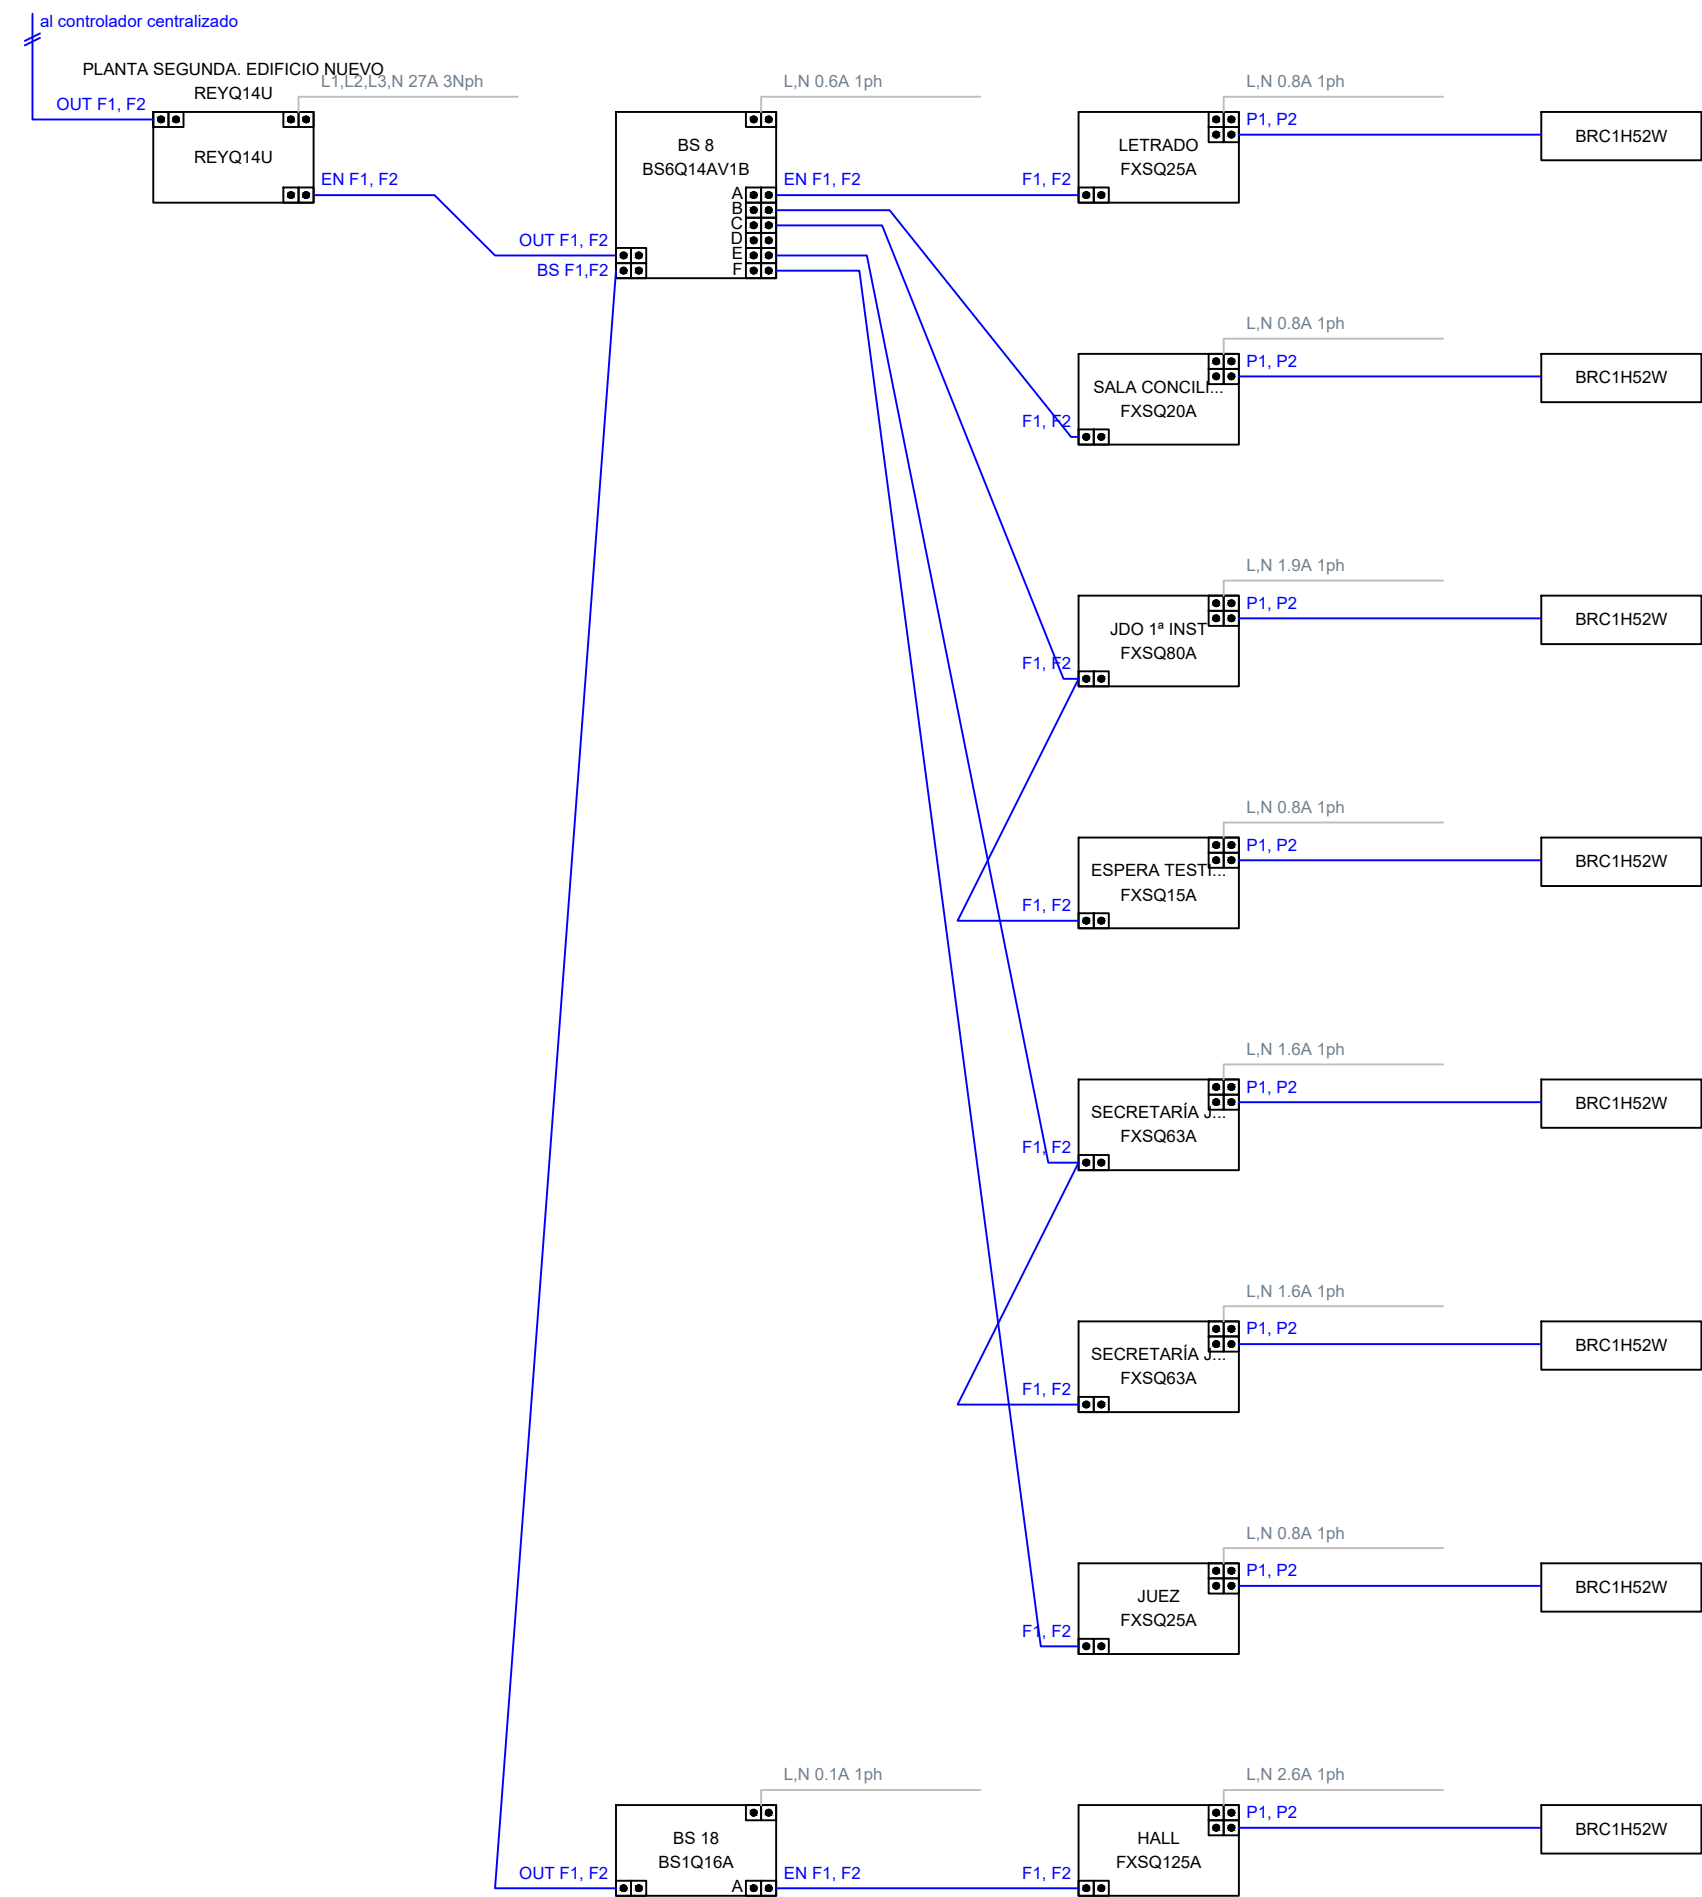 al controlador centralizado
PLANTA SEGUNDA. EDIFICIO NUEVO
REYQ14U
L1,L2,L3,N 27A 3Nph
OUT F1, F2
REYQ14U
EN F1, F2
L,N 0.6A 1ph
BS 8
BS6Q14AV1B
A
B
C
D
E
F
EN F1, F2
OUT F1, F2
BS F1,F2
L,N 0.8A 1ph
P1, P2
LETRADO
FXSQ25A
F1, F2
BRC1H52W
L,N 0.8A 1ph
P1, P2
SALA CONCILI...
FXSQ20A
F1, F2
BRC1H52W
L,N 1.9A 1ph
P1, P2
JDO 1ª INST
FXSQ80A
F1, F2
BRC1H52W
L,N 0.8A 1ph
P1, P2
ESPERA TESTI...
FXSQ15A
F1, F2
BRC1H52W
L,N 1.6A 1ph
P1, P2
SECRETARÍA J...
FXSQ63A
F1, F2
BRC1H52W
L,N 1.6A 1ph
P1, P2
SECRETARÍA J...
FXSQ63A
F1, F2
BRC1H52W
L,N 0.8A 1ph
P1, P2
JUEZ
FXSQ25A
F1, F2
BRC1H52W
L,N 0.1A 1ph
BS 18
BS1Q16A
OUT F1, F2
A
EN F1, F2
L,N 2.6A 1ph
P1, P2
HALL
FXSQ125A
F1, F2
BRC1H52W